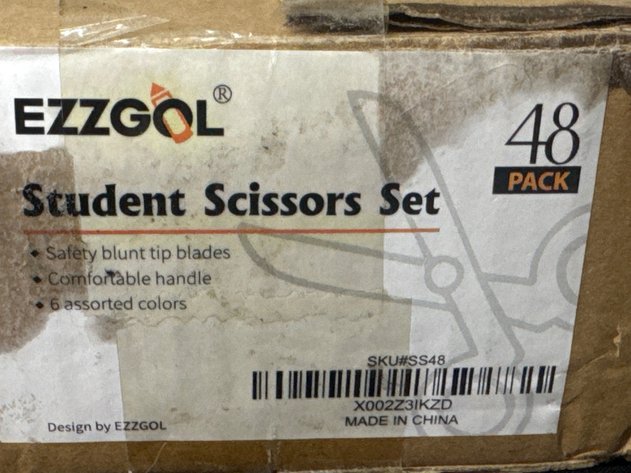 EZZGOL®
48
PACK
Student Scissors Set
Safety blunt tip blades
Comfortable handle
6 assorted colors
SKU#SS48
X002Z3IKZD
MADE IN CHINA
Design by EZZGOL